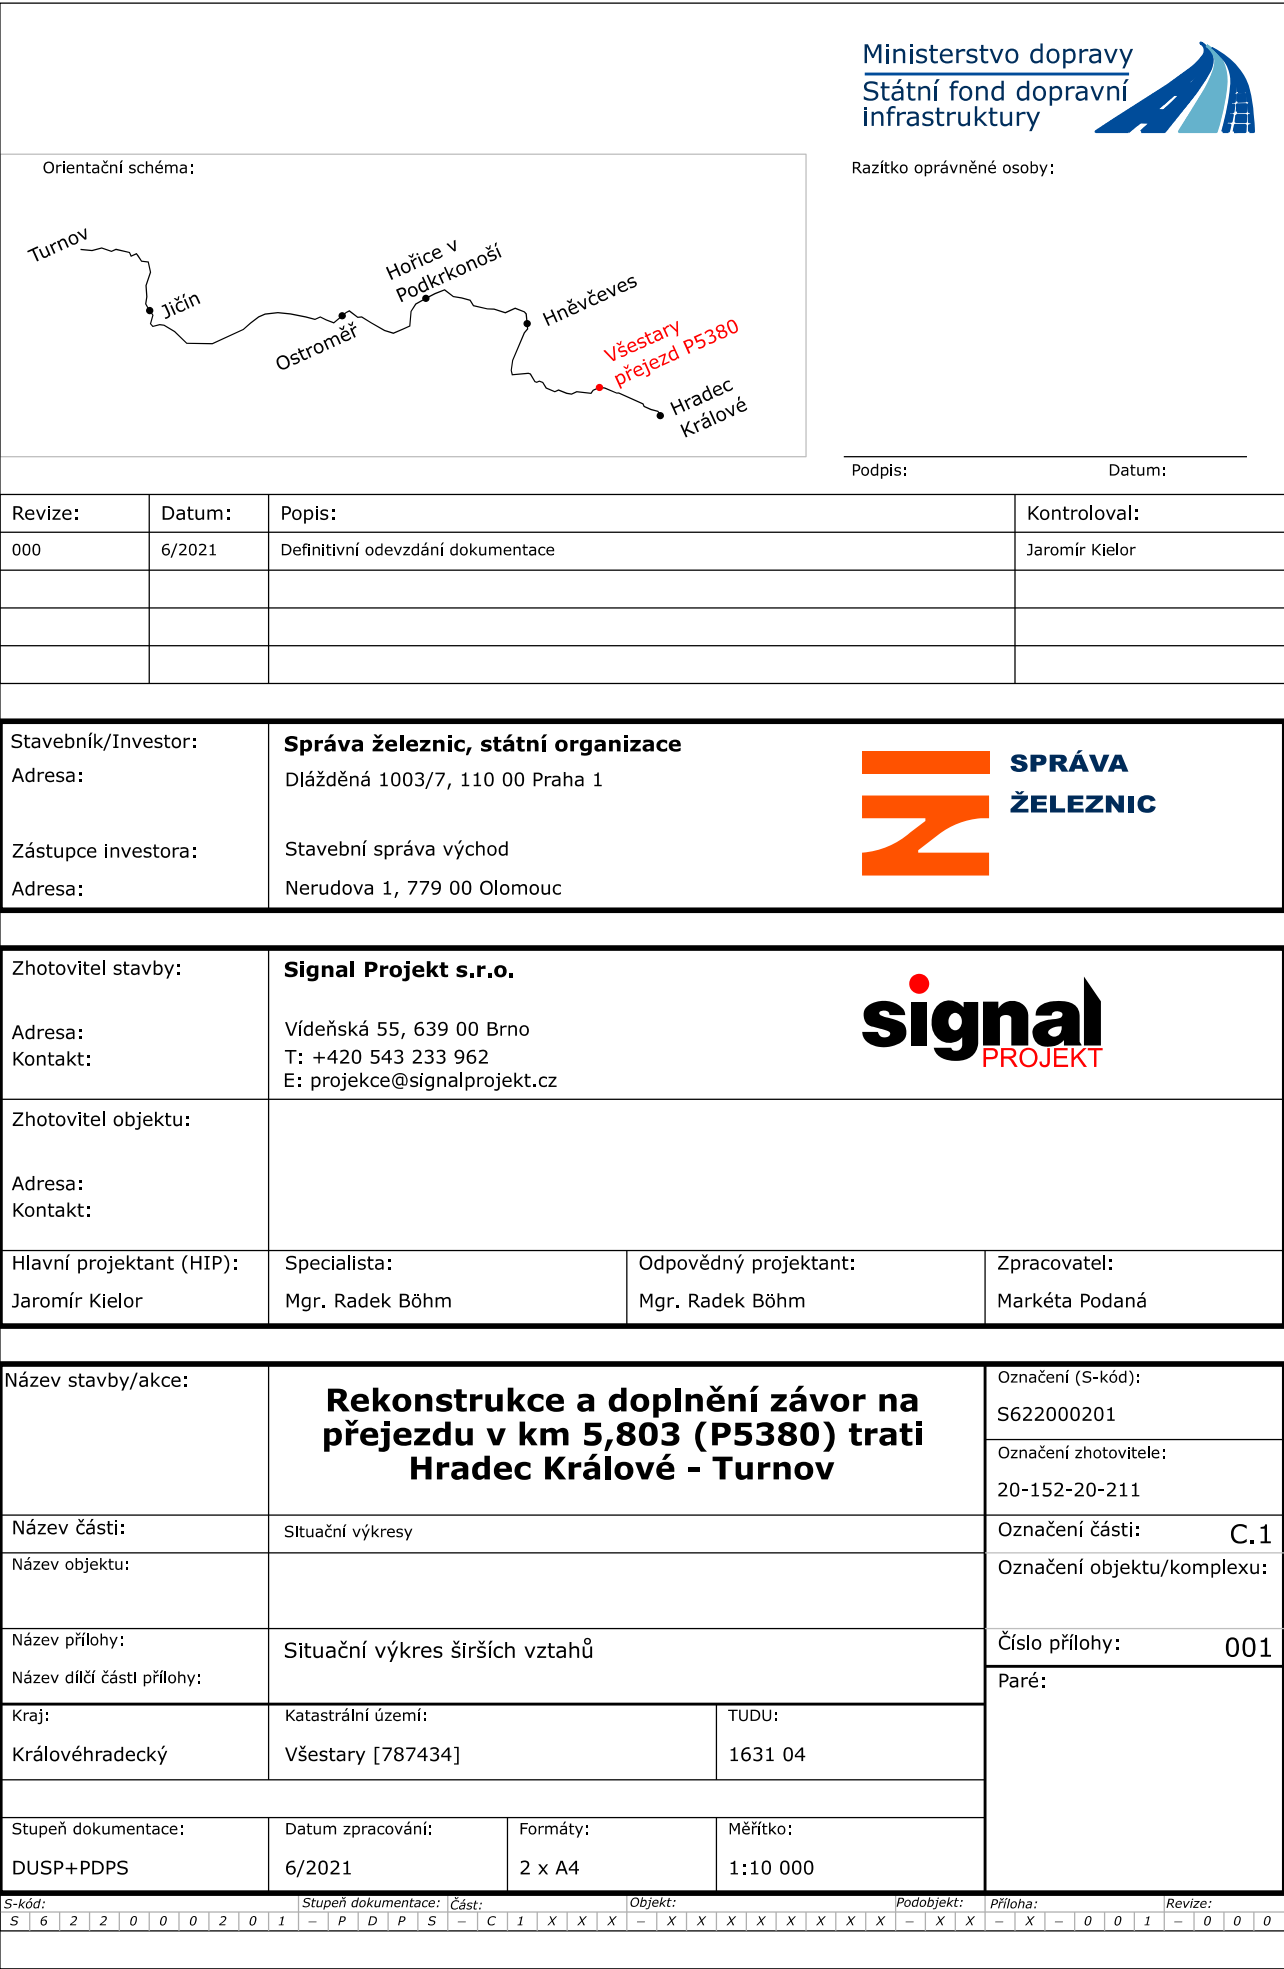 Ministerstvo dopravy
Státní fond dopravní
infrastruktury
Orientační schéma:
Razítko oprávněné osoby:
Turnov
Jičín
Ostroměř
Hořice v
Podkrkonoší
Hněvčeves
Všestary
přejezd P5380
Hradec
Králové
Podpis:
Datum:
Revize:
Datum:
Popis:
Kontroloval:
000
6/2021
Definitivní odevzdání dokumentace
Jaromír Kielor
Stavebník/Investor:
Správa železnic, státní organizace
Adresa:
Dlážděná 1003/7, 110 00 Praha 1
SPRÁVA
ŽELEZNIC
Zástupce investora:
Stavební správa východ
Adresa:
Nerudova 1, 779 00 Olomouc
Zhotovitel stavby:
Signal Projekt s.r.o.
Adresa:
Vídeňská 55, 639 00 Brno
Kontakt:
T: +420 543 233 962
E: projekce@signalprojekt.cz
signal
PROJEKT
Zhotovitel objektu:
Adresa:
Kontakt:
Hlavní projektant (HIP):
Specialista:
Odpovědný projektant:
Zpracovatel:
Jaromír Kielor
Mgr. Radek Böhm
Mgr. Radek Böhm
Markéta Podaná
Název stavby/akce:
Rekonstrukce a doplnění závor na
přejezdu v km 5,803 (P5380) trati
Hradec Králové - Turnov
Označení (S-kód):
S622000201
Označení zhotovitele:
20-152-20-211
Název části:
Situační výkresy
Označení části:
C.1
Název objektu:
Označení objektu/komplexu:
Název přílohy:
Situační výkres širších vztahů
Číslo přílohy:
001
Název dílčí části přílohy:
Paré:
Kraj:
Katastrální území:
TUDU:
Královéhradecký
Všestary [787434]
1631 04
Stupeň dokumentace:
Datum zpracování:
Formáty:
Měřítko:
DUSP+PDPS
6/2021
2 x A4
1:10 000
S-kód:
Stupeň dokumentace:
Část:
Objekt:
Podobjekt:
Příloha:
Revize:
S 6 2 2 0 0 0 2 0 1 – P D P S – C 1 X X X – X X X X X X X X – X X – X – 0 0 1 – 0 0 0